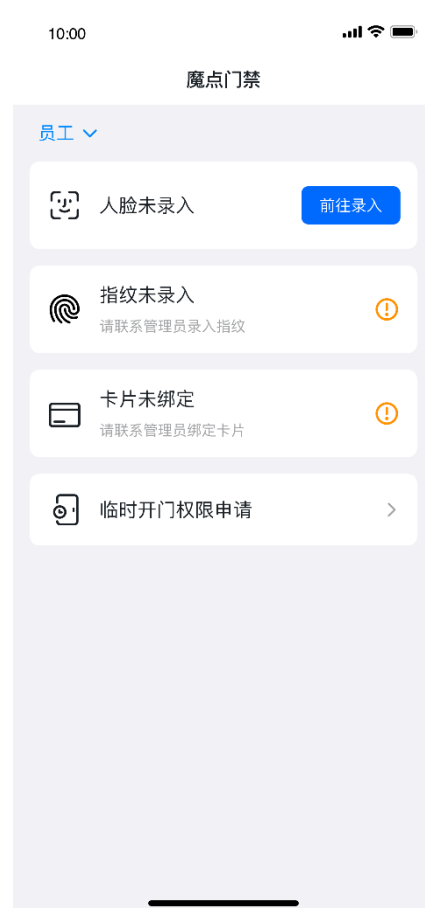 10:00
魔点门禁
员工
人脸未录入
前往录入
指纹未录入
请联系管理员录入指纹
卡片未绑定
请联系管理员绑定卡片
临时开门权限申请